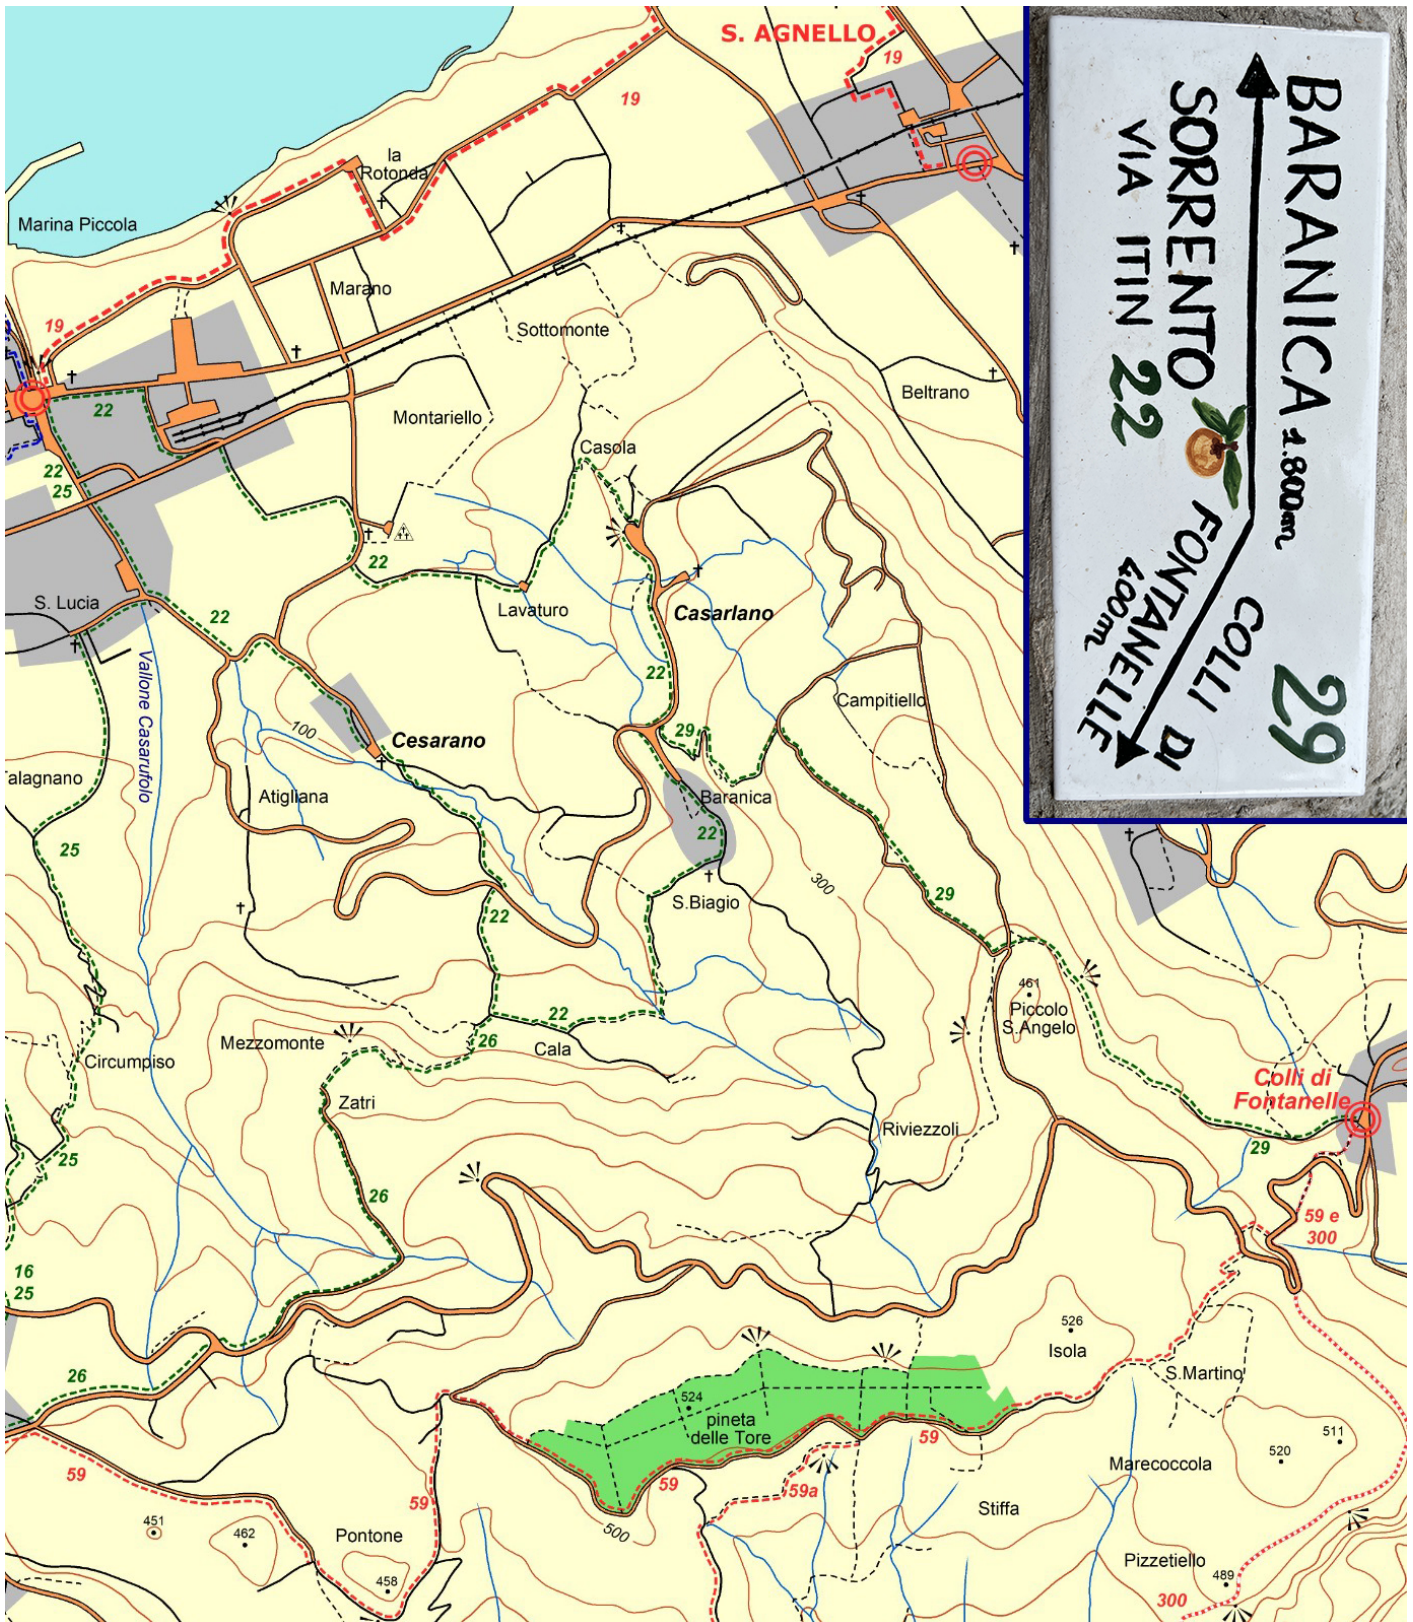 S. AGNELLO
19
19
la
Rotonda
19
Marina Piccola
Marano
Sottomonte
Beltrano
22
Montariello
Casola
22
25
22
S. Lucia
22
Lavaturo
Casarlano
22
Vallone Casarufolo
100
Cesarano
29
Campitiello
alagnano
Atigliana
Baranica
22
25
300
29
S.Biagio
22
22
461
Piccolo
S.Angelo
Mezzomonte
26
Cala
Circumpiso
Zatri
Colli di
Fontanelle
Riviezzoli
29
25
26
59 e
300
16
25
526
Isola
S.Martino
26
524
pineta
delle Tore
511
520
59
59
59
59
59a
Marecoccola
Stiffa
451
462
Pontone
500
Pizzetiello
458
489
300
BARANICA 1.800m
SORRENTO
VIA ITIN 22
29
COLLI DI
FONTANELLE
400m